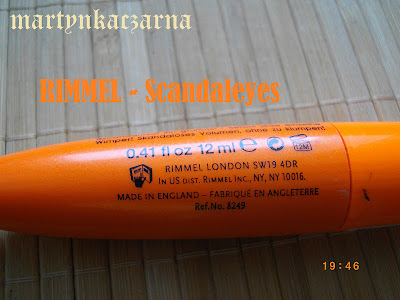 martynkaczarna
RIMMEL - Scandaleyes
Wimpern Skandalöses Volumen, ohne zu klumpen!
0.41 fl oz 12 ml e 12M
RIMMEL LONDON SW19 4DR
IN US DIST. RIMMEL INC., NY, NY 10016.
MADE IN ENGLAND – FABRIQUÉ EN ANGLETERRE
Ref.No. 8249
19:46